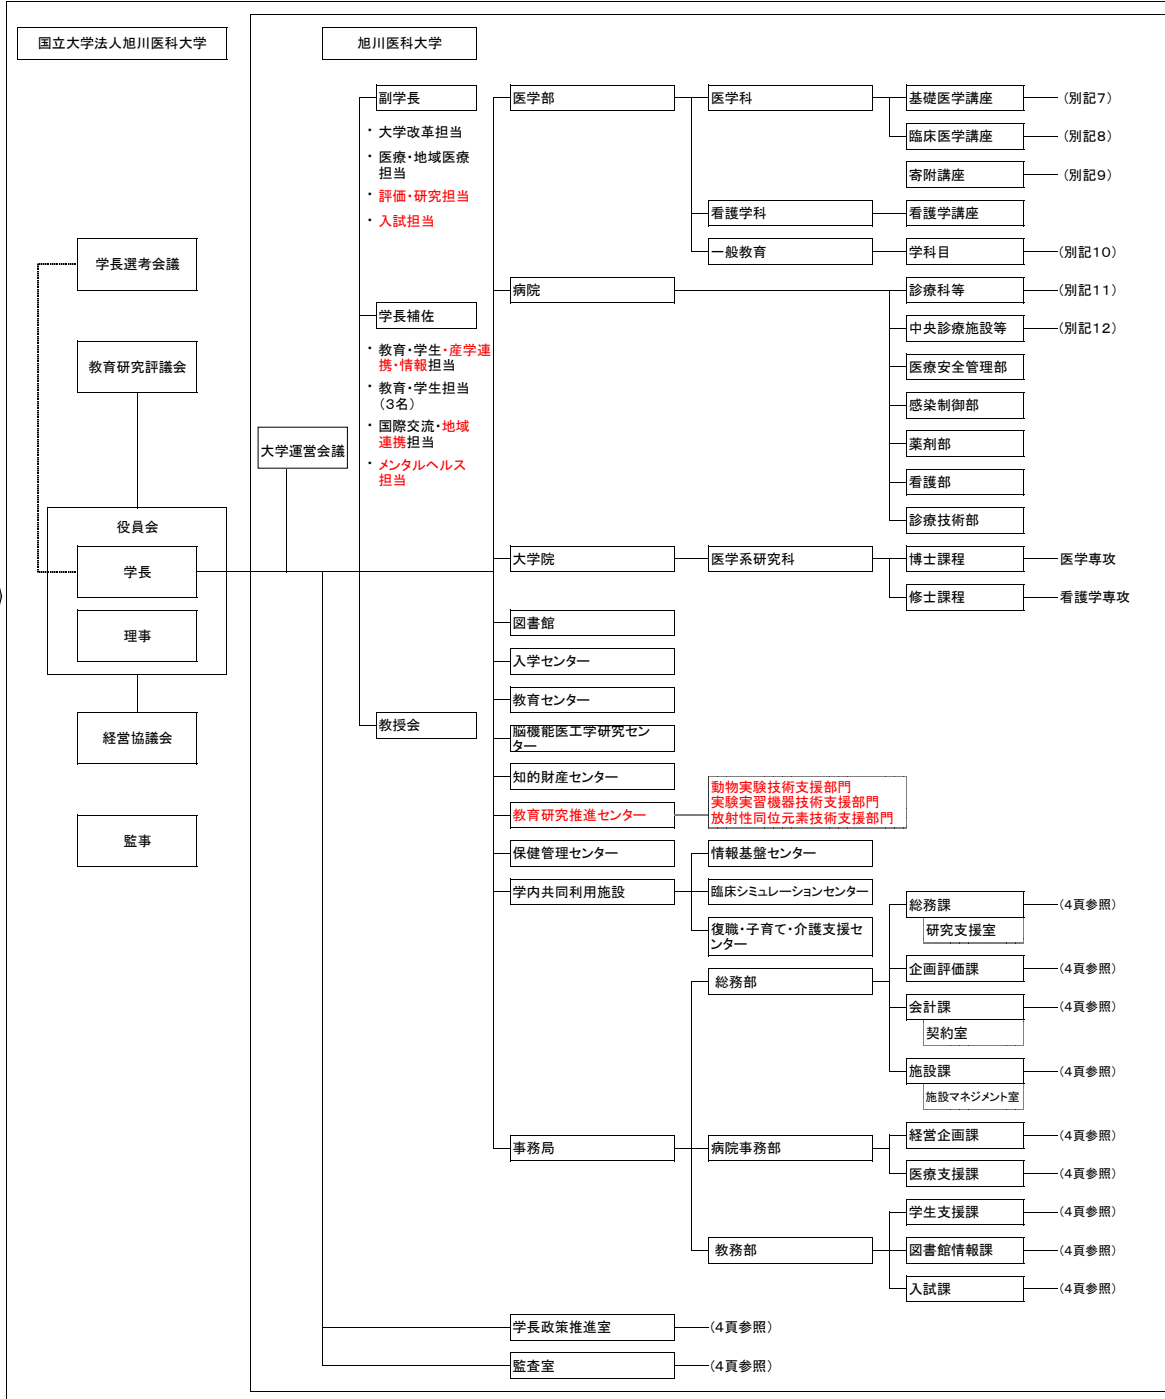 国立大学法人旭川医科大学
旭川医科大学
学長選考会議
教育研究評議会
役員会
学長
理事
経営協議会
監事
大学運営会議
副学長
・ 大学改革担当
・ 医療・地域医療
担当
・ 評価・研究担当
・ 入試担当
学長補佐
・ 教育・学生・産学連
携・情報担当
・ 教育・学生担当
(3名)
・ 国際交流・地域
連携担当
・ メンタルヘルス
担当
教授会
医学部
医学科
基礎医学講座
(別記7)
臨床医学講座
(別記8)
寄附講座
(別記9)
看護学科
看護学講座
一般教育
学科目
(別記10)
病院
診療科等
(別記11)
中央診療施設等
(別記12)
医療安全管理部
感染制御部
薬剤部
看護部
診療技術部
大学院
医学系研究科
博士課程
医学専攻
修士課程
看護学専攻
図書館
入学センター
教育センター
脳機能医工学研究セン
ター
知的財産センター
教育研究推進センター
動物実験技術支援部門
実験実習機器技術支援部門
放射性同位元素技術支援部門
保健管理センター
学内共同利用施設
情報基盤センター
臨床シミュレーションセンター
復職・子育て・介護支援セ
ンター
事務局
総務部
総務課
(4頁参照)
研究支援室
企画評価課
(4頁参照)
会計課
(4頁参照)
契約室
施設課
(4頁参照)
施設マネジメント室
病院事務部
経営企画課
(4頁参照)
医療支援課
(4頁参照)
教務部
学生支援課
(4頁参照)
図書館情報課
(4頁参照)
入試課
(4頁参照)
学長政策推進室
(4頁参照)
監査室
(4頁参照)
)